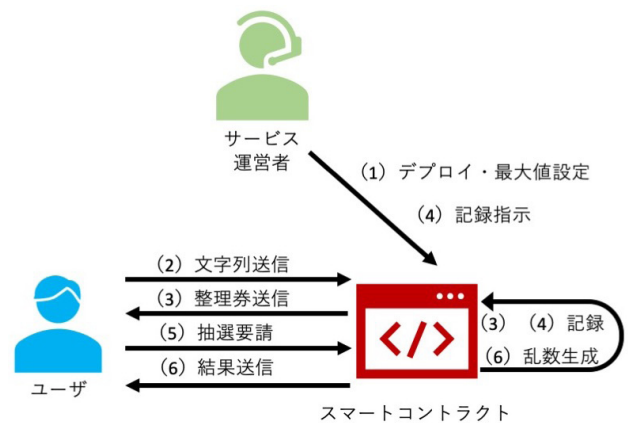 サービス
運営者
（1）デプロイ・最大値設定
（4）記録指示
（2）文字列送信
（3）整理券送信
（5）抽選要請
（6）結果送信
（3）（4）記録
（6）乱数生成
ユーザ
スマートコントラクト